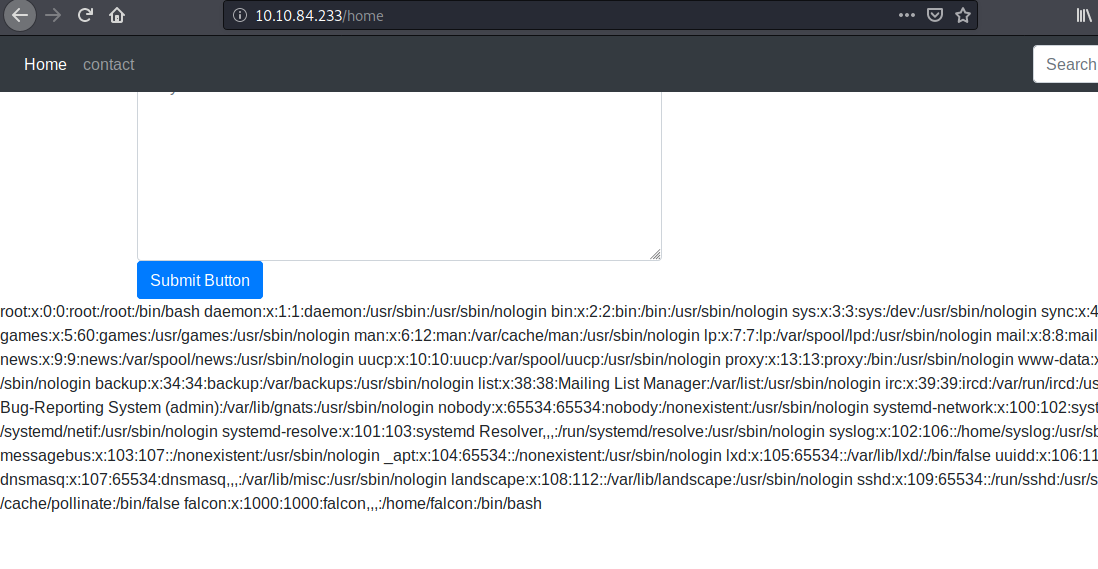 10.10.84.233/home
Home contact Search
Submit Button
root:x:0:0:root:/root:/bin/bash daemon:x:1:1:daemon:/usr/sbin:/usr/sbin/nologin bin:x:2:2:bin:/bin:/usr/sbin/nologin sys:x:3:3:sys:/dev:/usr/sbin/nologin sync:x:4
games:x:5:60:games:/usr/games:/usr/sbin/nologin man:x:6:12:man:/var/cache/man:/usr/sbin/nologin lp:x:7:7:lp:/var/spool/lpd:/usr/sbin/nologin mail:x:8:8:mail
news:x:9:9:news:/var/spool/news:/usr/sbin/nologin uucp:x:10:10:uucp:/var/spool/uucp:/usr/sbin/nologin proxy:x:13:13:proxy:/bin:/usr/sbin/nologin www-data:x
/sbin/nologin backup:x:34:34:backup:/var/backups:/usr/sbin/nologin list:x:38:38:Mailing List Manager:/var/list:/usr/sbin/nologin irc:x:39:39:ircd:/var/run/ircd:/us
Bug-Reporting System (admin):/var/lib/gnats:/usr/sbin/nologin nobody:x:65534:65534:nobody:/nonexistent:/usr/sbin/nologin systemd-network:x:100:102:syst
/systemd/netif:/usr/sbin/nologin systemd-resolve:x:101:103:systemd Resolver,,,:/run/systemd/resolve:/usr/sbin/nologin syslog:x:102:106::/home/syslog:/usr/sb
messagebus:x:103:107::/nonexistent:/usr/sbin/nologin _apt:x:104:65534::/nonexistent:/usr/sbin/nologin lxd:x:105:65534::/var/lib/lxd/:/bin/false uuidd:x:106:11
dnsmasq:x:107:65534:dnsmasq,,,:/var/lib/misc:/usr/sbin/nologin landscape:x:108:112::/var/lib/landscape:/usr/sbin/nologin sshd:x:109:65534::/run/sshd:/usr/s
/cache/pollinate:/bin/false falcon:x:1000:1000:falcon,,,:/home/falcon:/bin/bash